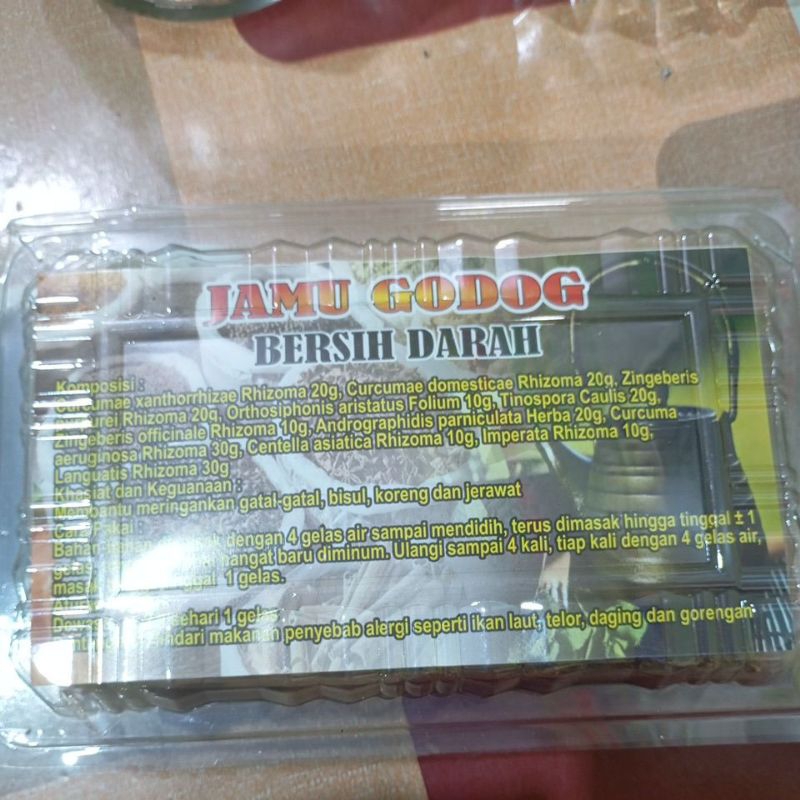 JAMU GODOG
BERSIH DARAH
Komposisi :
Curcumae xanthorrhizae Rhizoma 20g, Curcumae domesticae Rhizoma 20g, Zingeberis
Rhizoma 20g, Orthosiphonis aristatus Folium 10g, Tinospora Caulis 20g,
Zingeberis officinale Rhizoma 10g, Andrographidis parniculata Herba 20g, Curcuma
aeruginosa Rhizoma 30g, Centella asiatica Rhizoma 10g, Imperata Rhizoma 10g,
Languatis Rhizoma 30g
Khasiat dan Kegunaan :
Membantu meringankan gatal-gatal, bisul, koreng dan jerawat
Pakai :
Bahan dengan 4 gelas air sampai mendidih, terus dimasak hingga tinggal ± 1
gelas hangat baru diminum. Ulangi sampai 4 kali, tiap kali dengan 4 gelas air,
1 gelas.
sehari 1 gelas
makanan penyebab alergi seperti ikan laut, telor, daging dan gorengan